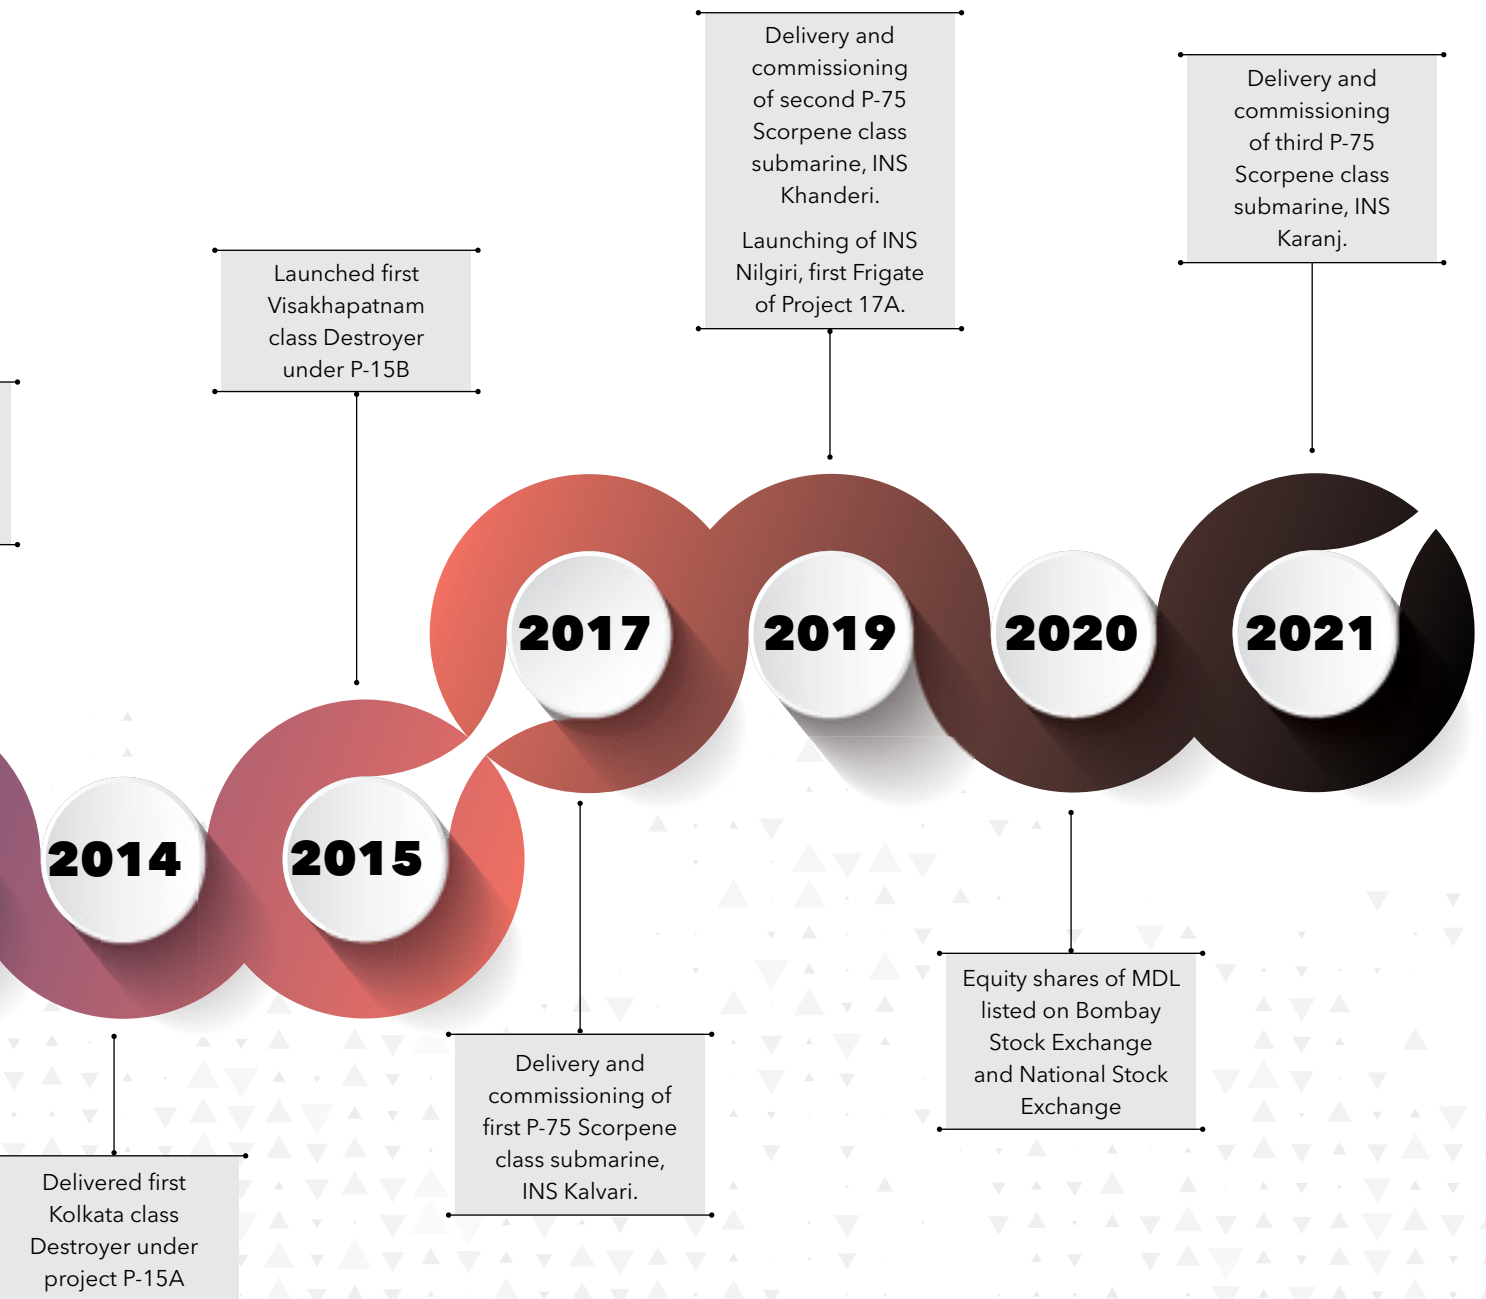 Delivery and
commissioning
of second P-75
Scorpene class
submarine, INS
Khanderi.
Launching of INS
Nilgiri, first Frigate
of Project 17A.
Delivery and
commissioning
of third P-75
Scorpene class
submarine, INS
Karanj.
Launched first
Visakhapatnam
class Destroyer
under P-15B
2017
2019
2020
2021
2014
2015
Equity shares of MDL
listed on Bombay
Stock Exchange
and National Stock
Exchange
Delivery and
commissioning of
first P-75 Scorpene
class submarine,
INS Kalvari.
Delivered first
Kolkata class
Destroyer under
project P-15A